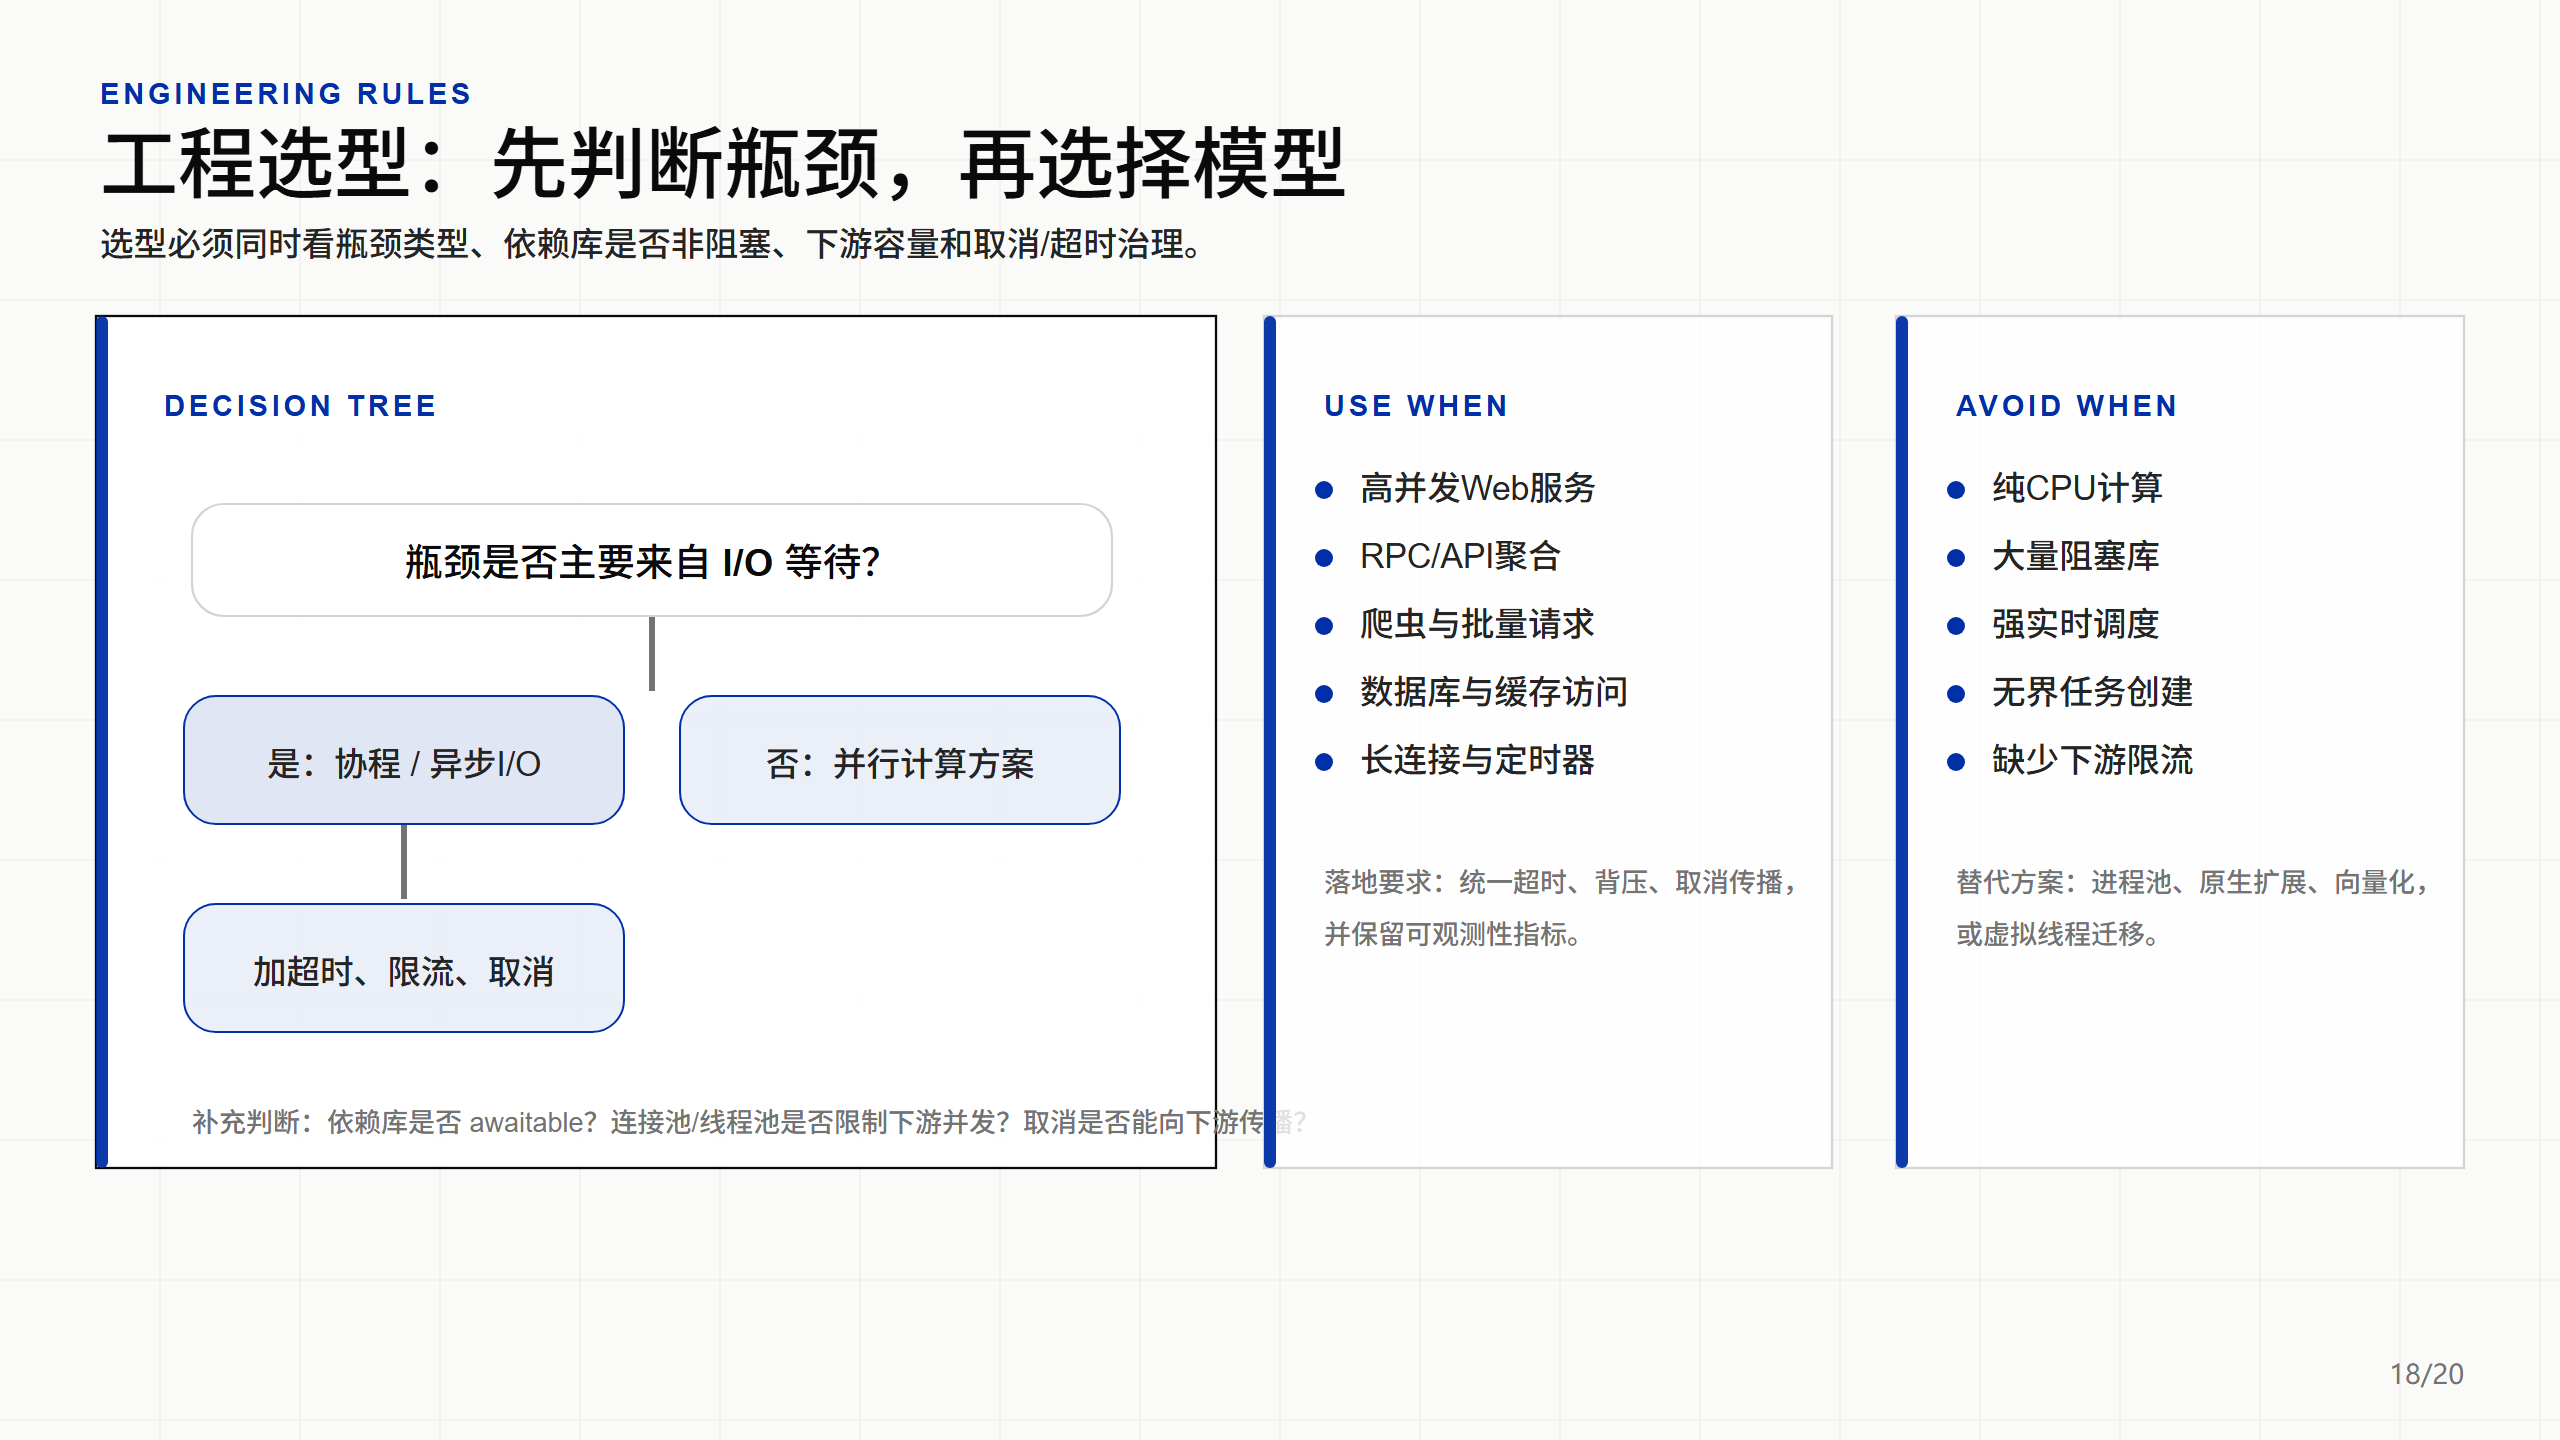 ENGINEERING RULES
工程选型：先判断瓶颈，再选择模型
选型必须同时看瓶颈类型、依赖库是否非阻塞、下游容量和取消/超时治理。
DECISION TREE
瓶颈是否主要来自 I/O 等待？
是：协程 / 异步I/O
否：并行计算方案
加超时、限流、取消
补充判断：依赖库是否 awaitable？连接池/线程池是否限制下游并发？取消是否能向下游传播？
USE WHEN
高并发Web服务
RPC/API聚合
爬虫与批量请求
数据库与缓存访问
长连接与定时器
落地要求：统一超时、背压、取消传播，
并保留可观测性指标。
AVOID WHEN
纯CPU计算
大量阻塞库
强实时调度
无界任务创建
缺少下游限流
替代方案：进程池、原生扩展、向量化，
或虚拟线程迁移。
18/20